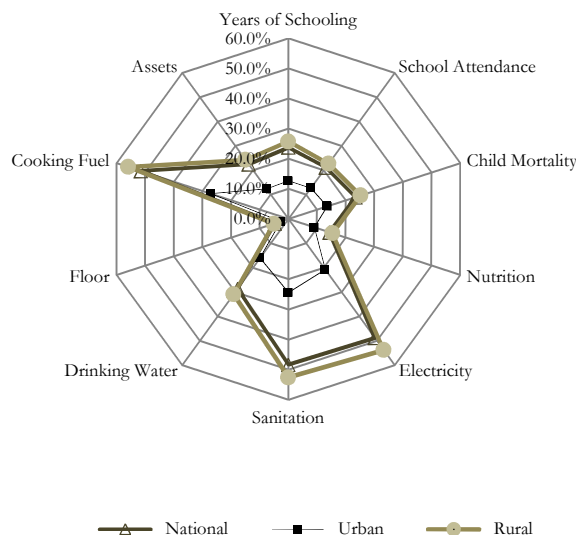 Years of Schooling
60.0%
50.0%
Assets
School Attendance
40.0%
30.0%
Cooking Fuel
20.0%
Child Mortality
10.0%
0.0%
Floor
Nutrition
Drinking Water
Electricity
Sanitation
National Urban Rural